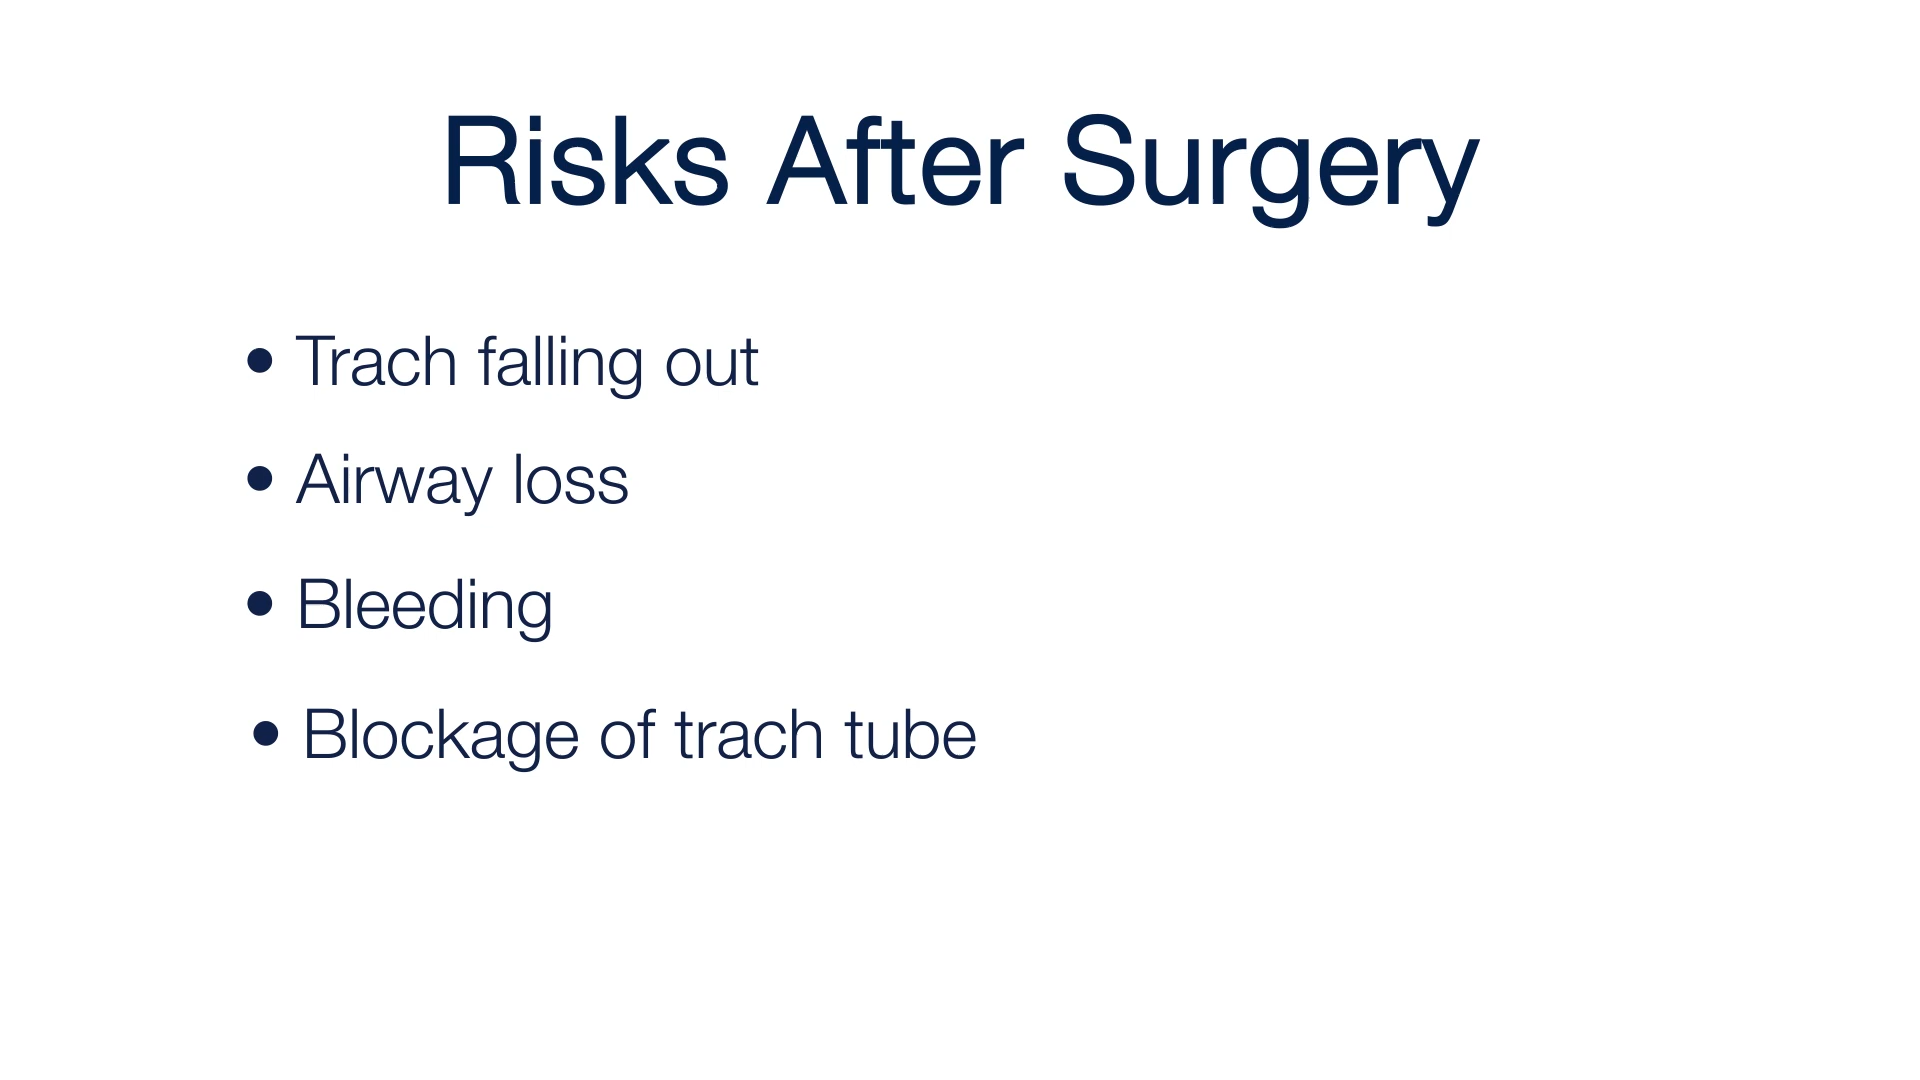 Risks After Surgery
• Trach falling out
• Airway loss
• Bleeding
• Blockage of trach tube